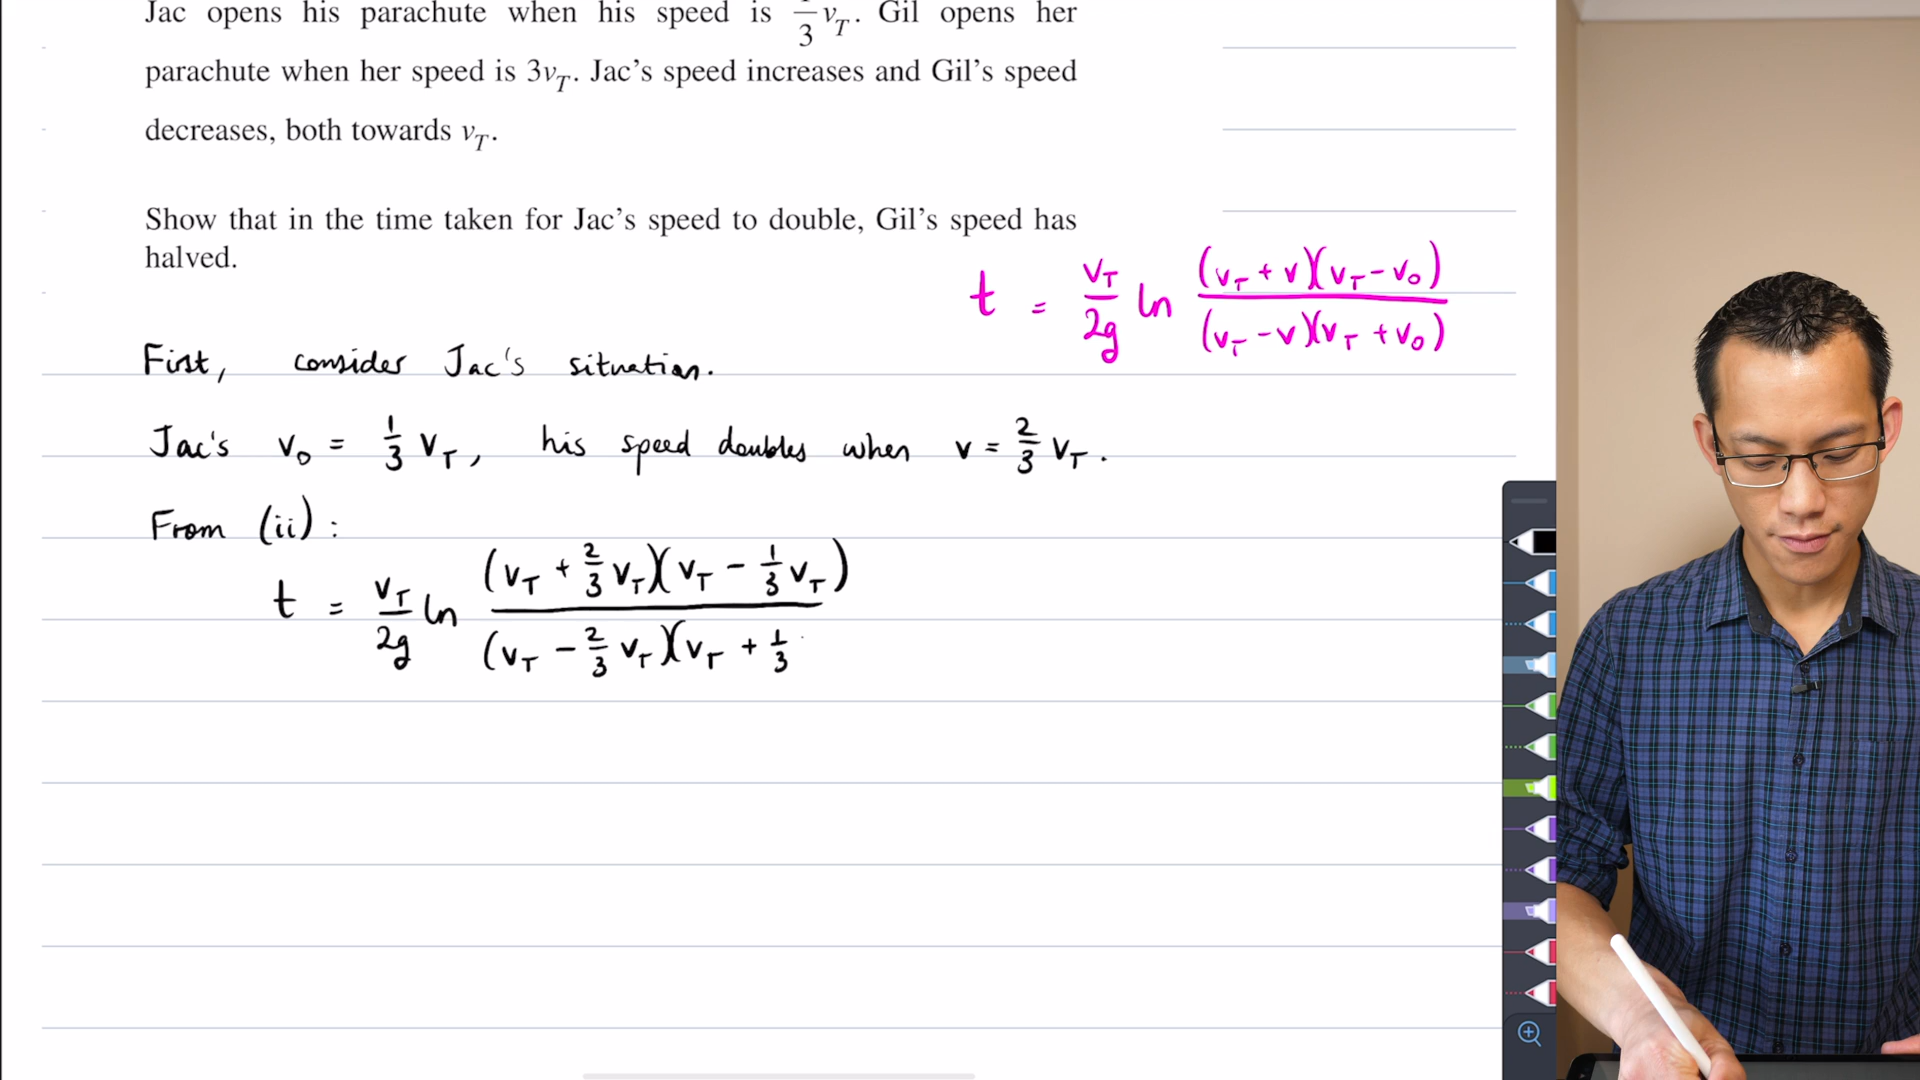 Jac opens his parachute when his speed is 1/3 v_T. Gil opens her
parachute when her speed is 3v_T. Jac’s speed increases and Gil’s speed
decreases, both towards v_T.
Show that in the time taken for Jac’s speed to double, Gil’s speed has
halved.
t = v_T/2g ln (v_T + v)(v_T - v_0)/(v_T - v)(v_T + v_0)
First, consider Jac's situation.
Jac's v_0 = 1/3 v_T, his speed doubles when v = 2/3 v_T.
From (ii) :
t = v_T/2g ln (v_T + 2/3 v_T)(v_T - 1/3 v_T)/(v_T - 2/3 v_T)(v_T + 1/3